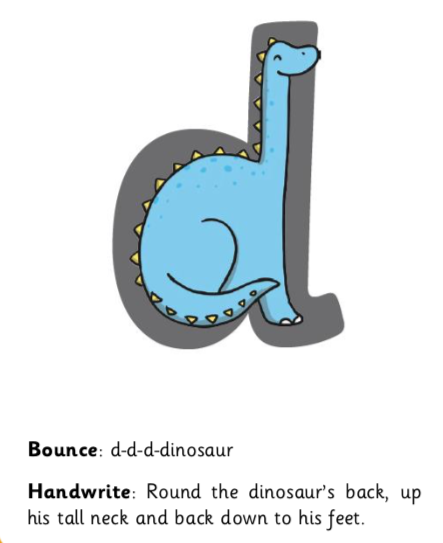 d
Bounce: d-d-d-dinosaur
Handwrite: Round the dinosaur's back, up
his tall neck and back down to his feet.